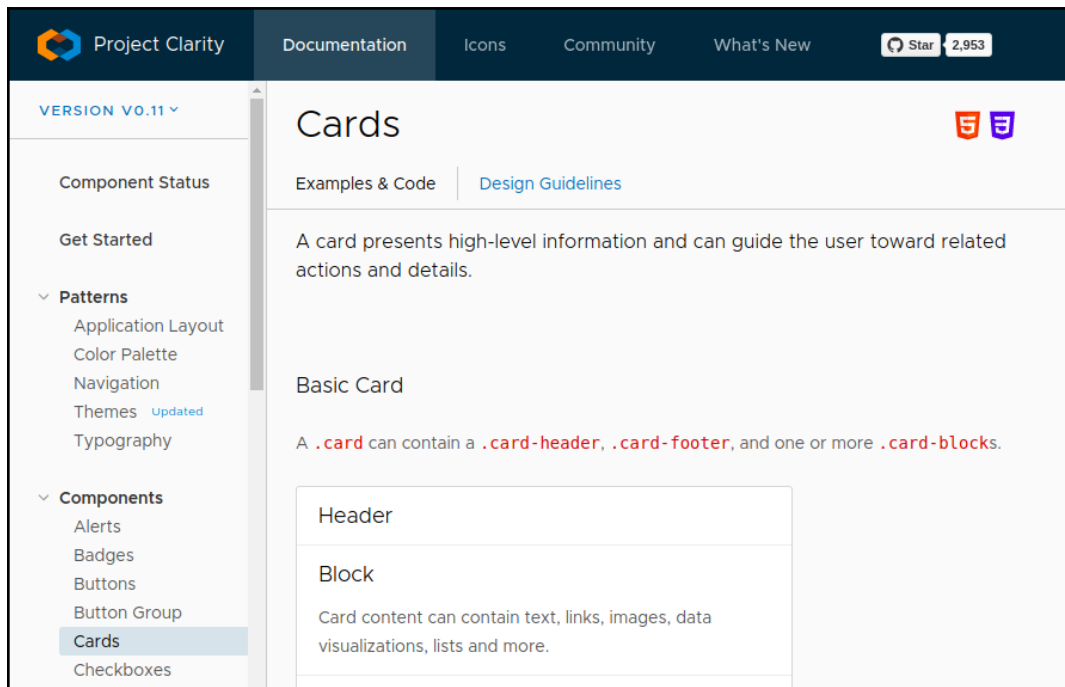 Project Clarity
Documentation
Icons
Community
What's New
Star
2,953
VERSION V0.11
Component Status
Get Started
Patterns
Application Layout
Color Palette
Navigation
Themes Updated
Typography
Components
Alerts
Badges
Buttons
Button Group
Cards
Checkboxes
Cards
Examples & Code
Design Guidelines
A card presents high-level information and can guide the user toward related
actions and details.
Basic Card
A .card can contain a .card-header, .card-footer, and one or more .card-blocks.
Header
Block
Card content can contain text, links, images, data
visualizations, lists and more.